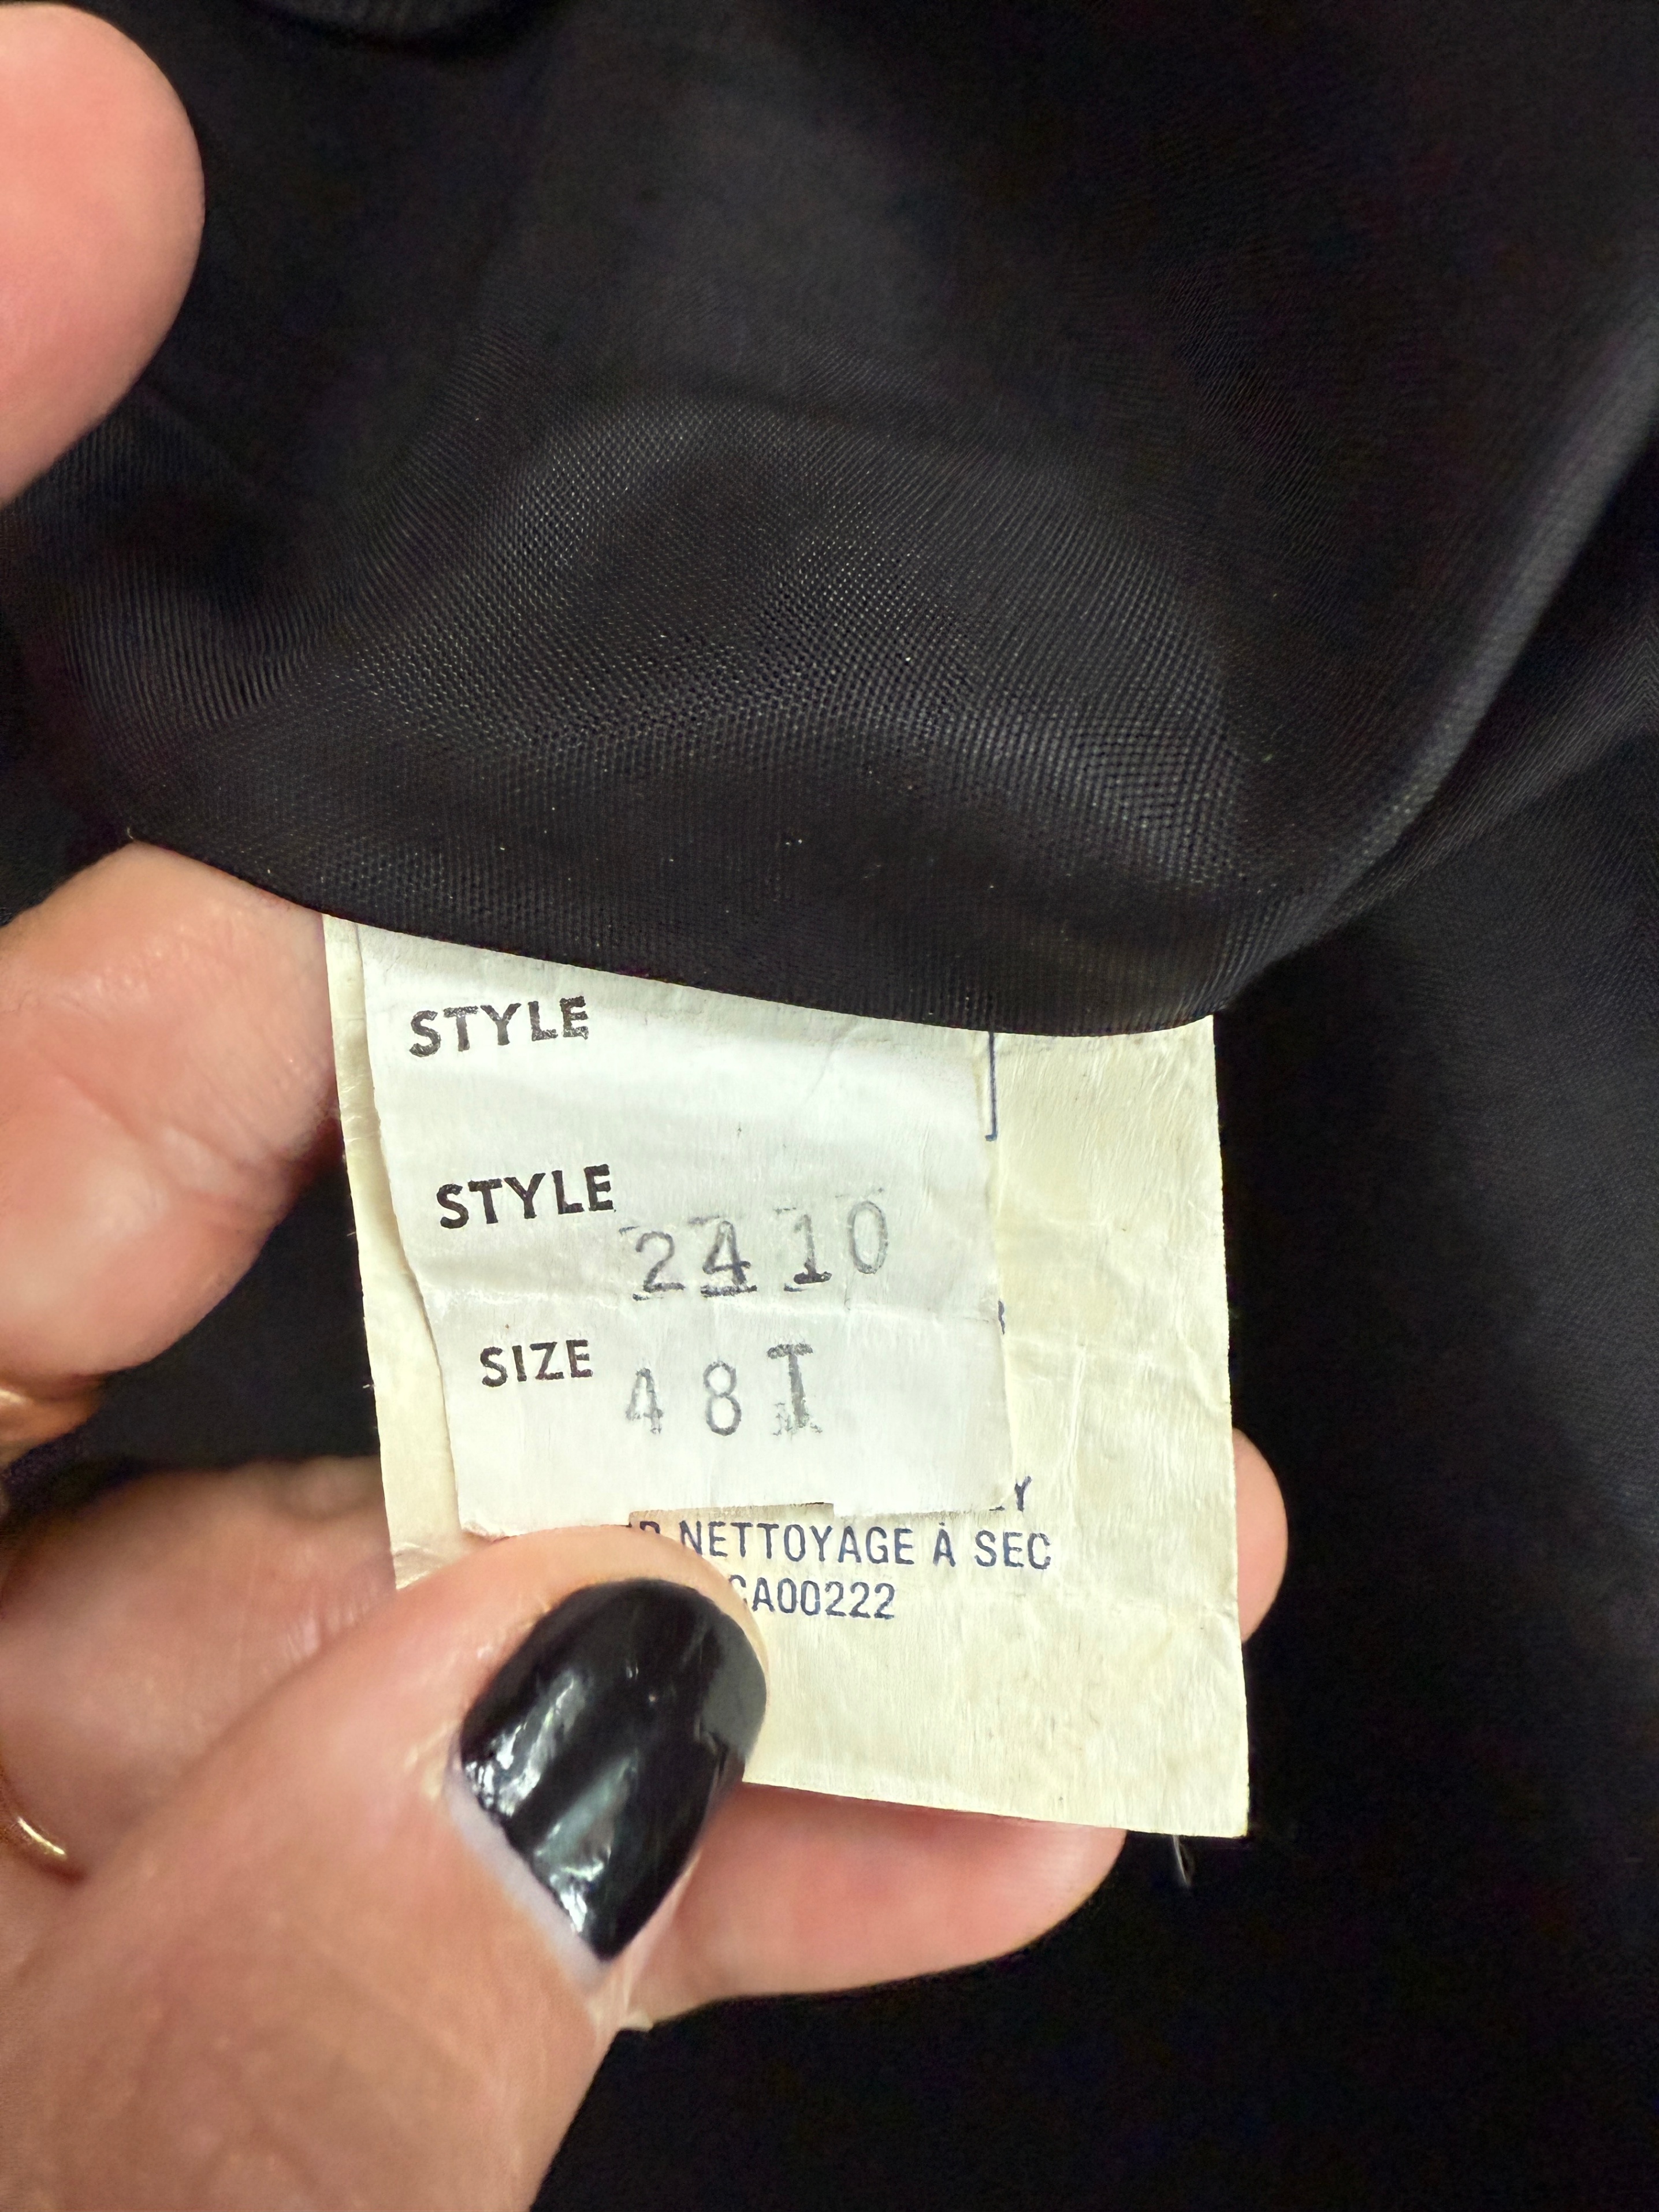 STYLE
STYLE
2410
SIZE 48T
NETTOYAGE À SEC
CA00222